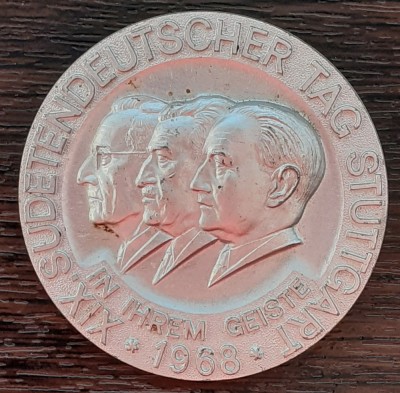 XIX. SUDETENDEUTSCHER TAG STUTTGART
IN IHREM GEISTE
* 1968 *